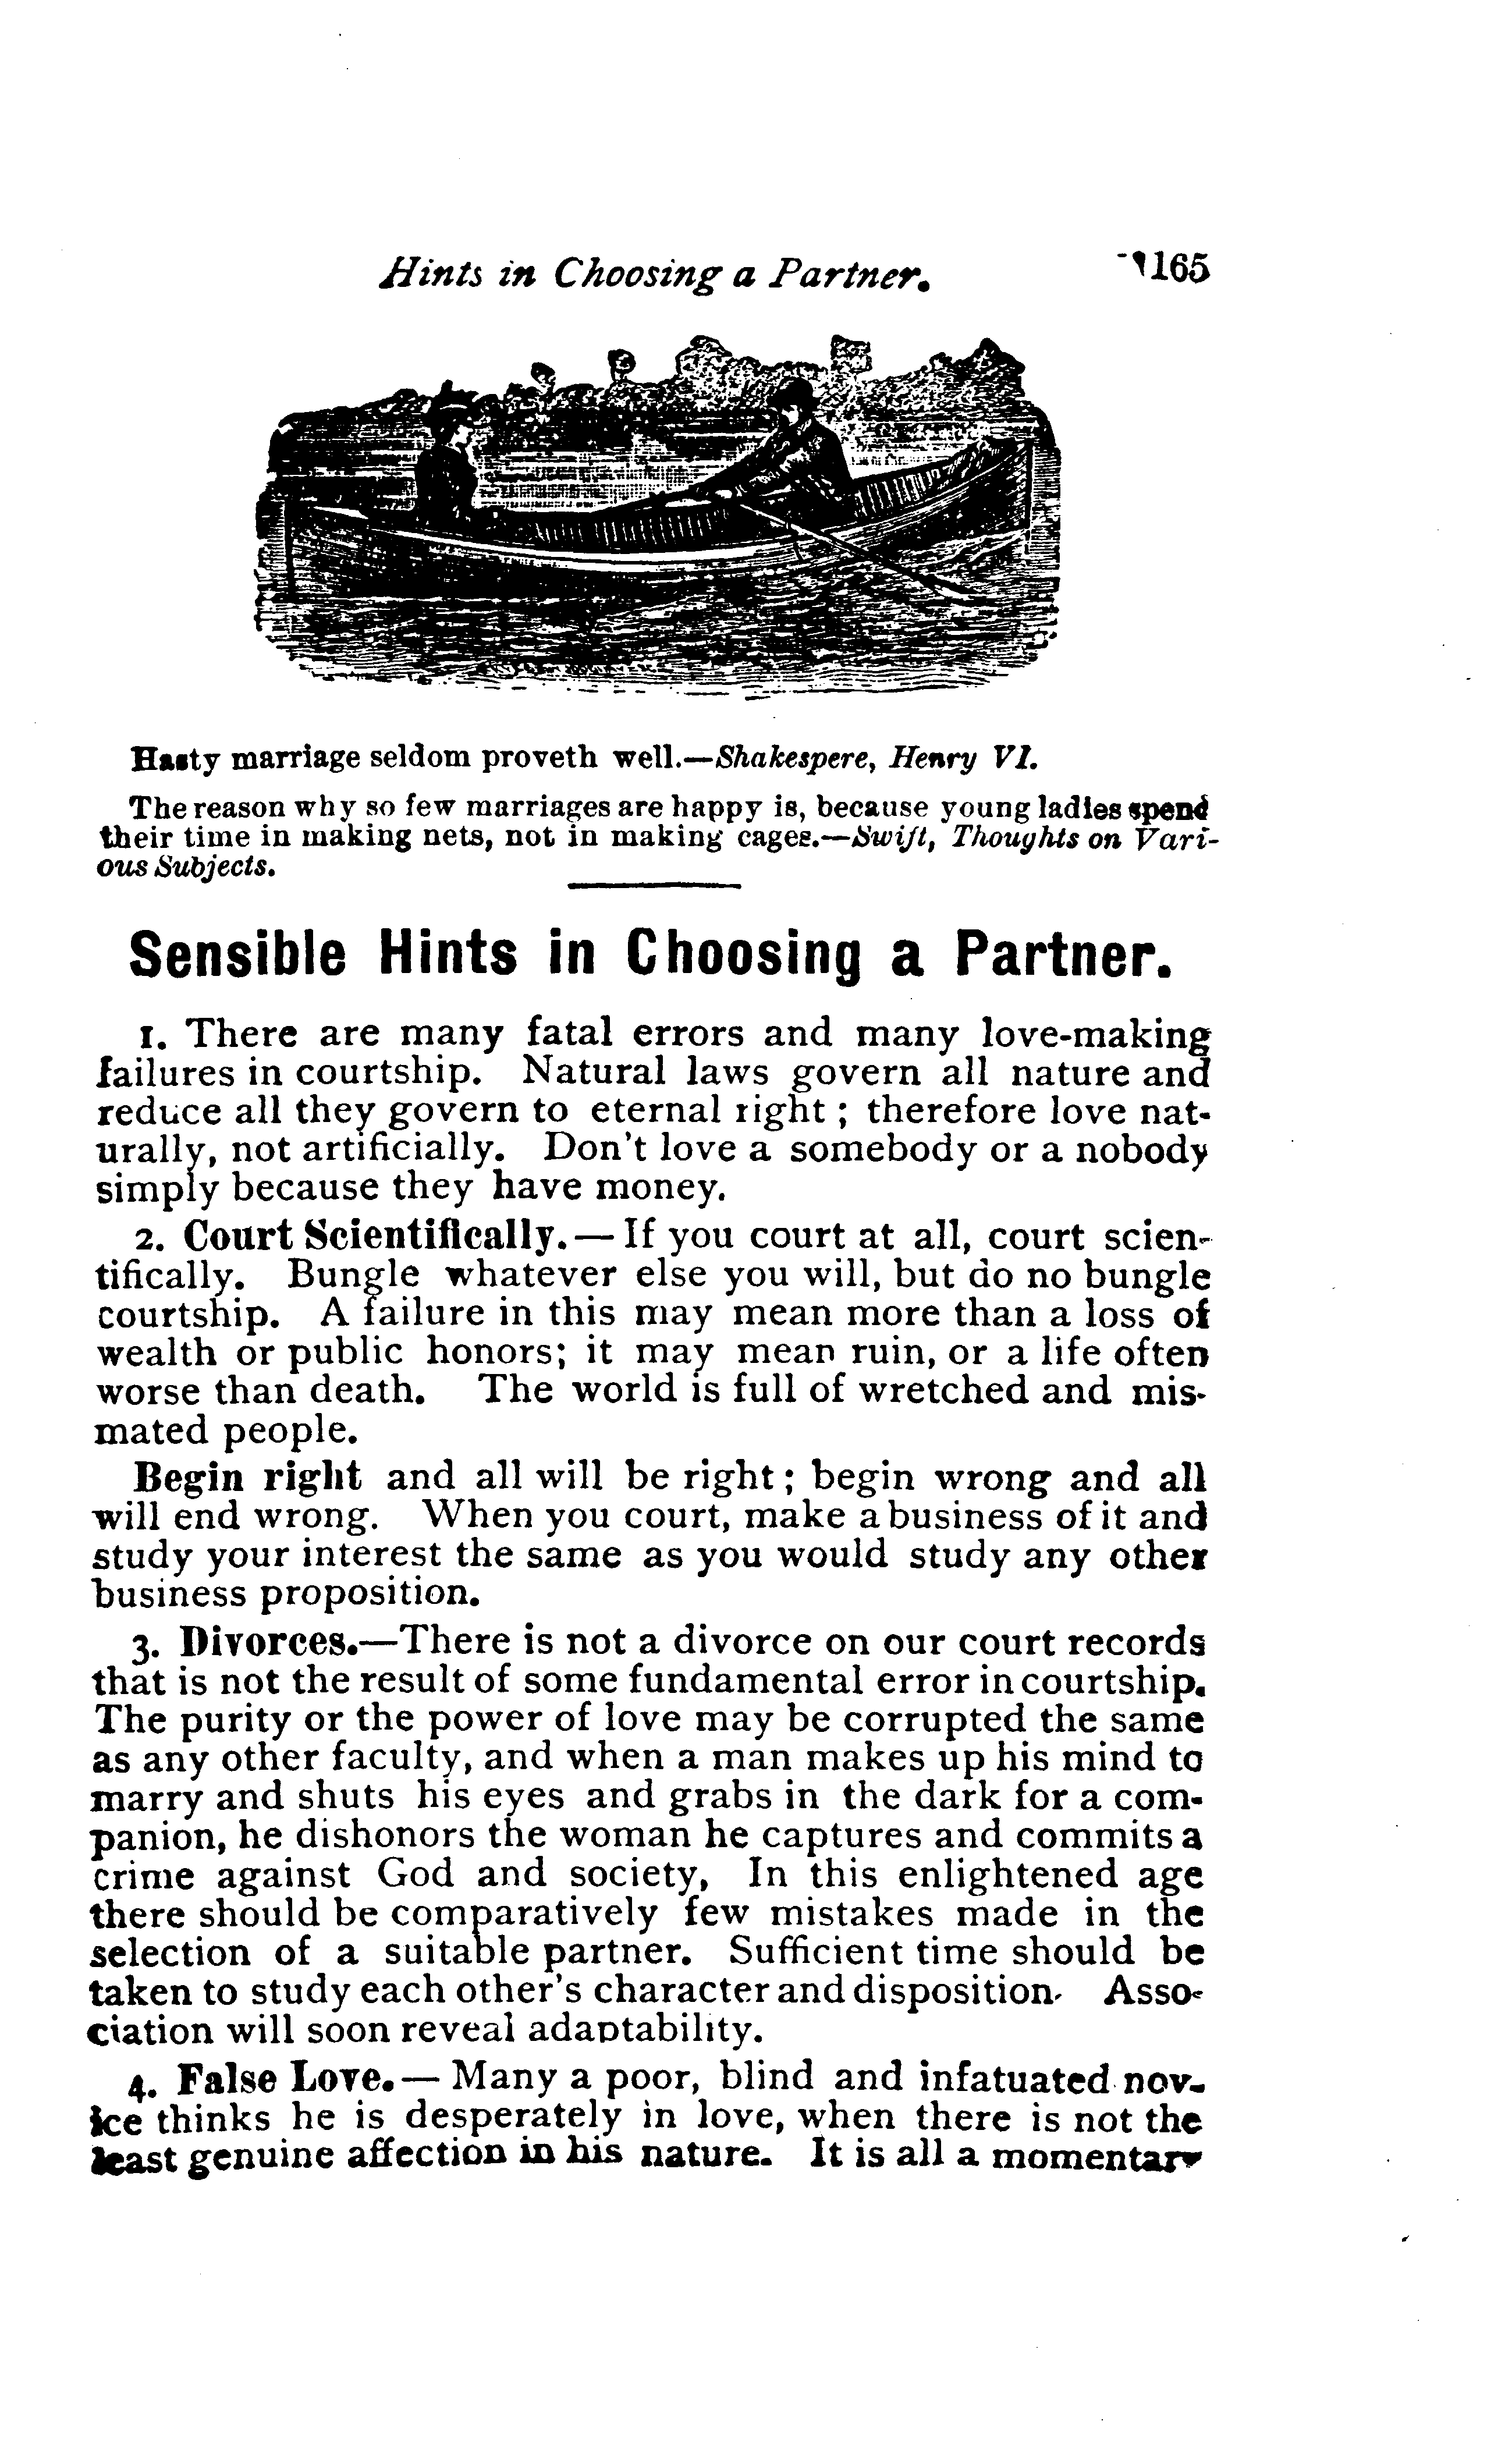 Hints in Choosing a Partner.
165
Hasty marriage seldom proveth well.—Shakespere, Henry VI.
The reason why so few marriages are happy is, because young ladies spend
their time in making nets, not in making cages.—Swift, Thoughts on Vari-
ous Subjects.
Sensible Hints in Choosing a Partner.
1. There are many fatal errors and many love-making
failures in courtship. Natural laws govern all nature and
reduce all they govern to eternal right; therefore love nat-
urally, not artificially. Don't love a somebody or a nobody
simply because they have money.
2. Court Scientifically.—If you court at all, court scien-
tifically. Bungle whatever else you will, but do no bungle
courtship. A failure in this may mean more than a loss of
wealth or public honors; it may mean ruin, or a life often
worse than death. The world is full of wretched and mis-
mated people.
Begin right and all will be right; begin wrong and all
will end wrong. When you court, make a business of it and
study your interest the same as you would study any other
business proposition.
3. Divorces.—There is not a divorce on our court records
that is not the result of some fundamental error in courtship.
The purity or the power of love may be corrupted the same
as any other faculty, and when a man makes up his mind to
marry and shuts his eyes and grabs in the dark for a com-
panion, he dishonors the woman he captures and commits a
crime against God and society, In this enlightened age
there should be comparatively few mistakes made in the
selection of a suitable partner. Sufficient time should be
taken to study each other's character and disposition. Asso-
ciation will soon reveal adaptability.
4. False Love.—Many a poor, blind and infatuated nov-
ice thinks he is desperately in love, when there is not the
least genuine affection in his nature. It is all a momentary